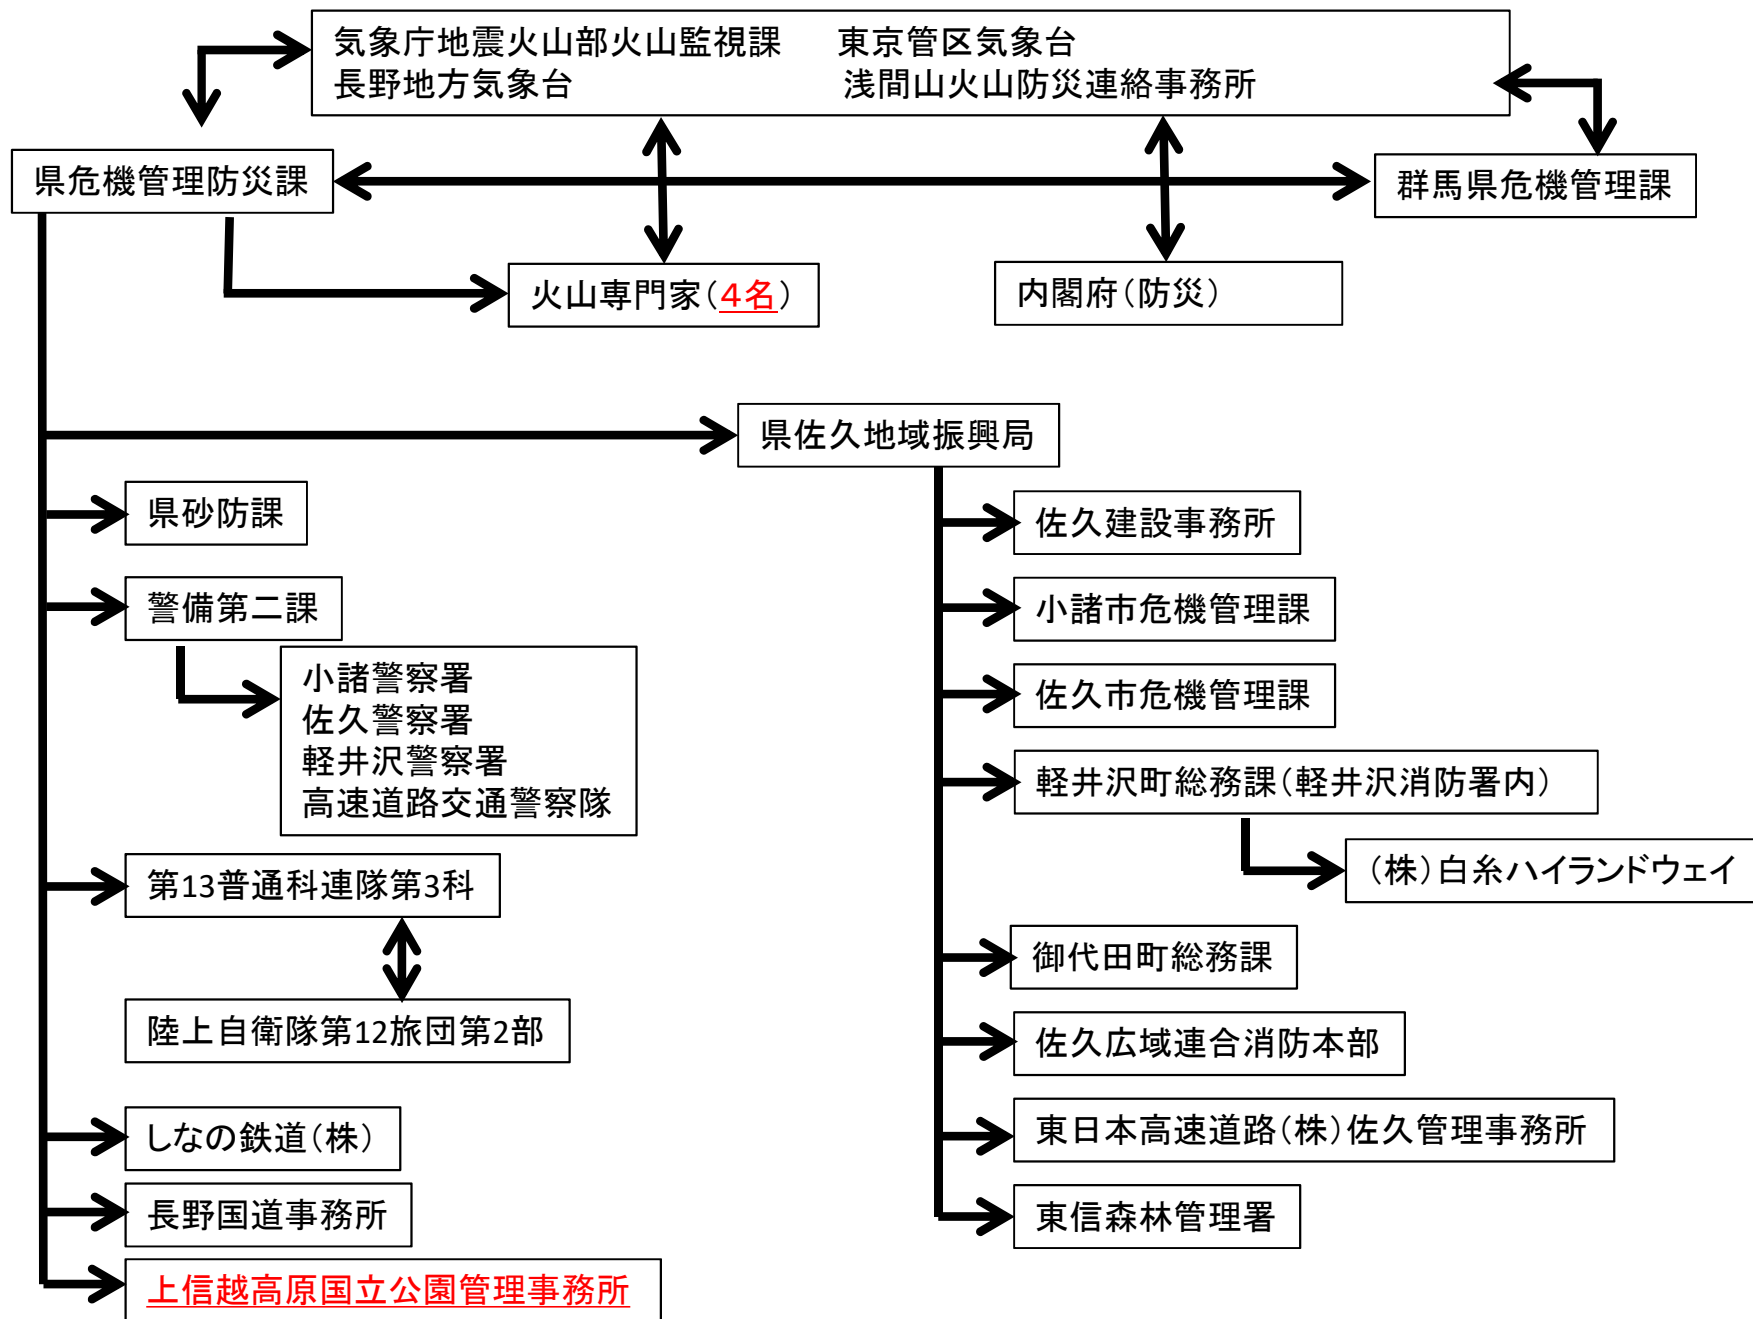 気象庁地震火山部火山監視課　　東京管区気象台
長野地方気象台　　　　　　　　浅間山火山防災連絡事務所
県危機管理防災課
群馬県危機管理課
火山専門家（４名）
内閣府（防災）
県佐久地域振興局
県砂防課
警備第二課
小諸警察署
佐久警察署
軽井沢警察署
高速道路交通警察隊
第13普通科連隊第3科
陸上自衛隊第12旅団第2部
しなの鉄道（株）
長野国道事務所
上信越高原国立公園管理事務所
佐久建設事務所
小諸市危機管理課
佐久市危機管理課
軽井沢町総務課（軽井沢消防署内）
（株）白糸ハイランドウェイ
御代田町総務課
佐久広域連合消防本部
東日本高速道路（株）佐久管理事務所
東信森林管理署